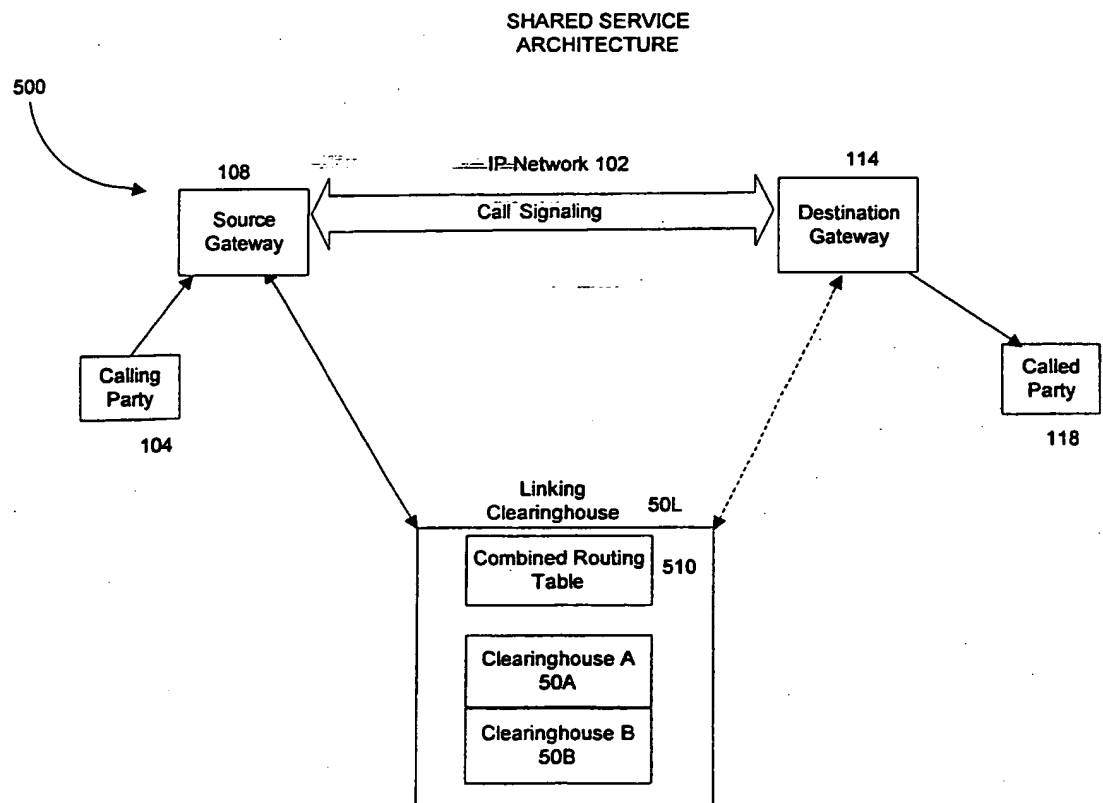 SHARED SERVICE
ARCHITECTURE
500
108
IP Network 102
114
Source
Gateway
Call Signaling
Destination
Gateway
Calling
Party
104
Called
Party
118
Linking
Clearinghouse
50L
Combined Routing
Table
510
Clearinghouse A
50A
Clearinghouse B
50B